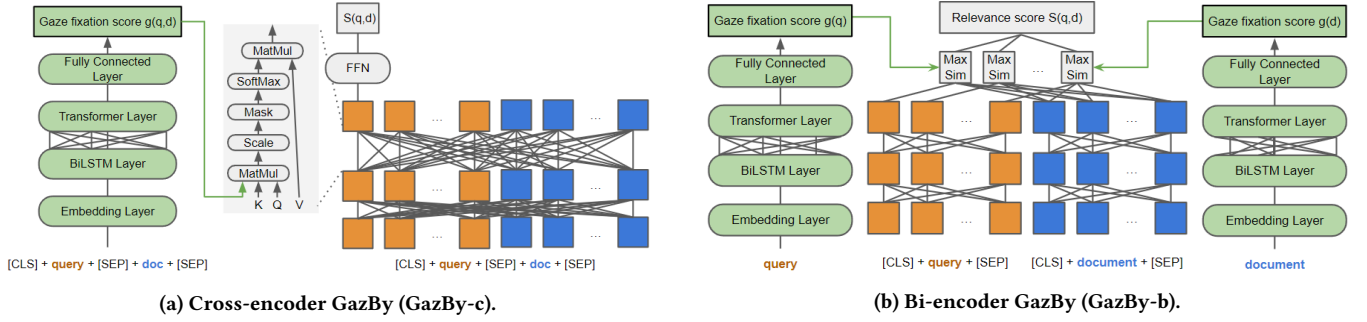 Gaze fixation score g(q,d)
Fully Connected
Layer
Transformer Layer
BiLSTM Layer
Embedding Layer
[CLS] + query + [SEP] + doc + [SEP]
MatMul
SoftMax
Mask
Scale
MatMul
K Q V
S(q,d)
FFN
... ...
... ...
... ...
[CLS] + query + [SEP] + doc + [SEP]
(a) Cross-encoder GazBy (GazBy-c).
Gaze fixation score g(q)
Fully Connected
Layer
Transformer Layer
BiLSTM Layer
Embedding Layer
query
Relevance score S(q,d)
Max
Sim
Max
Sim
...
Max
Sim
... ...
... ...
... ...
[CLS] + query + [SEP]
[CLS] + document + [SEP]
Gaze fixation score g(d)
Fully Connected
Layer
Transformer Layer
BiLSTM Layer
Embedding Layer
document
(b) Bi-encoder GazBy (GazBy-b).